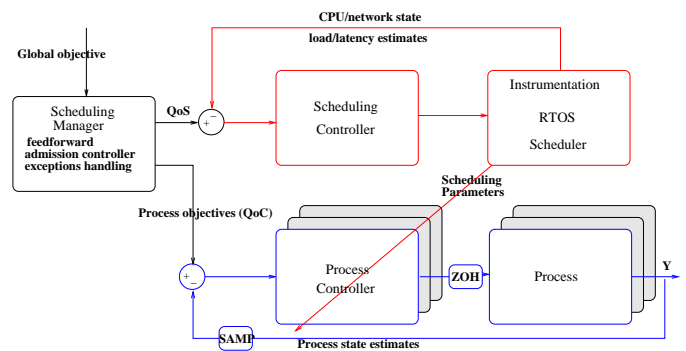 CPU/network state
load/latency estimates
Global objective
Scheduling
Manager
feedforward
admission controller
exceptions handling
QoS
+
−
Scheduling
Controller
Instrumentation
RTOS
Scheduler
Scheduling
Parameters
Process objectives (QoC)
+
−
Process
Controller
ZOH
Process
Y
SAMP
Process state estimates